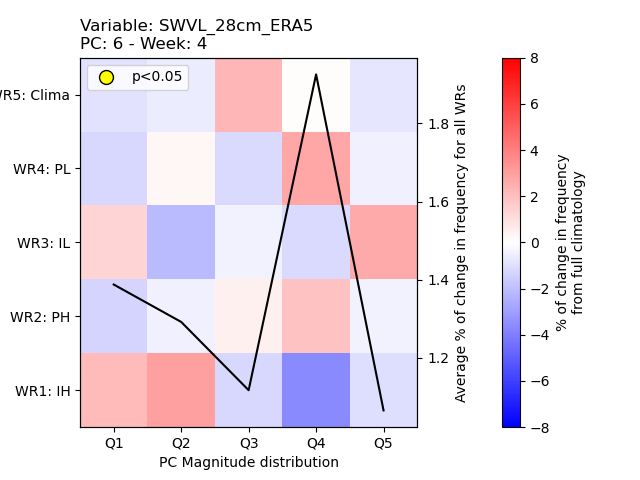 Variable: SWVL_28cm_ERA5
PC: 6 - Week: 4
p<0.05
WR5: Clima
WR4: PL
WR3: IL
WR2: PH
WR1: IH
Q1 Q2 Q3 Q4 Q5
PC Magnitude distribution
1.8
1.6
1.4
1.2
Average % of change in frequency for all WRs
8
6
4
2
0
−2
−4
−6
−8
% of change in frequency
from full climatology